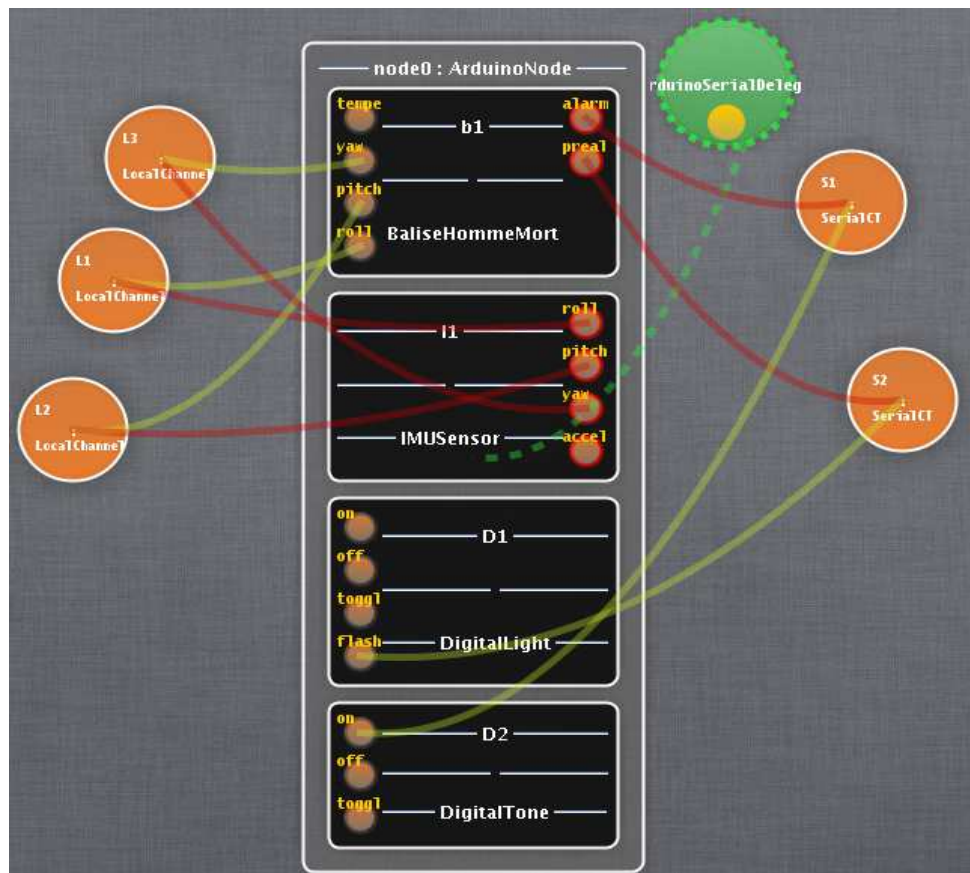 node0 : ArduinoNode
rduinoSerialDeleg
tempe
alarm
b1
yaw
preal
pitch
roll
BaliseHommeMort
L3
:
LocalChannel
L1
:
LocalChannel
L2
:
LocalChannel
S1
:
SerialCT
S2
:
SerialCT
roll
I1
pitch
yaw
IMUSensor
accel
on
D1
off
toggl
flash
DigitalLight
on
D2
off
toggl
DigitalTone